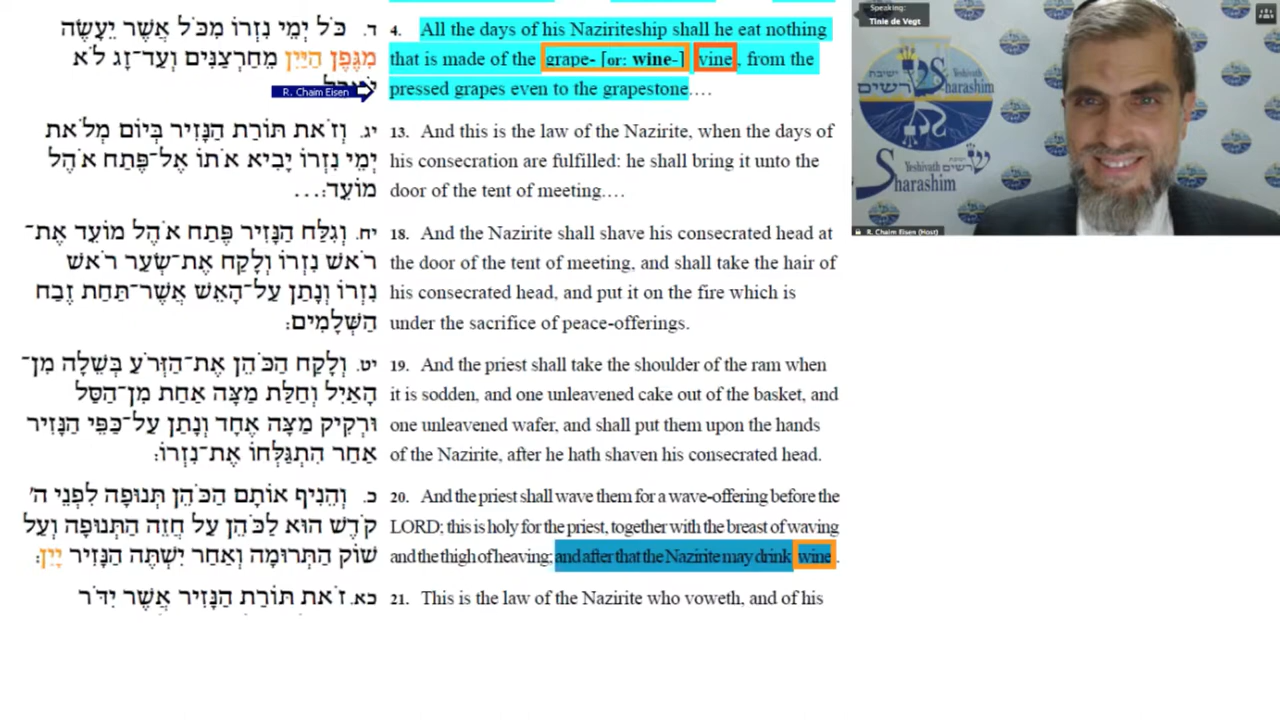 ד. כֹּל יְמֵי נִזְרוֹ מִכֹּל אֲשֶׁר יֵעָשֶׂה
מִגֶּפֶן הַיַּיִן מֵחַרְצַנִּים וְעַד־זָג לֹא
R. Chaim Eisen
יג. וְזֹאת תּוֹרַת הַנָּזִיר בְּיוֹם מְלֹאת
יְמֵי נִזְרוֹ יָבִיא אֹתוֹ אֶל־פֶּתַח אֹהֶל
מוֹעֵד:...
יח. וְגִלַּח הַנָּזִיר פֶּתַח אֹהֶל מוֹעֵד אֶת־
רֹאשׁ נִזְרוֹ וְלָקַח אֶת־שְׂעַר רֹאשׁ
נִזְרוֹ וְנָתַן עַל־הָאֵשׁ אֲשֶׁר־תַּחַת זֶבַח
הַשְּׁלָמִים:
יט. וְלָקַח הַכֹּהֵן אֶת־הַזְּרֹעַ בְּשֵׁלָה מִן־
הָאַיִל וְחַלַּת מַצָּה אַחַת מִן־הַסַּל
וּרְקִיק מַצָּה אֶחָד וְנָתַן עַל־כַּפֵּי הַנָּזִיר
אַחַר הִתְגַּלְּחוֹ אֶת־נִזְרוֹ:
כ. וְהֵנִיף אוֹתָם הַכֹּהֵן תְּנוּפָה לִפְנֵי ה'
קֹדֶשׁ הוּא לַכֹּהֵן עַל חֲזֵה הַתְּנוּפָה וְעַל
שׁוֹק הַתְּרוּמָה וְאַחַר יִשְׁתֶּה הַנָּזִיר יָיִן:
כא. זֹאת תּוֹרַת הַנָּזִיר אֲשֶׁר יִדֹּר
4. All the days of his Naziriteship shall he eat nothing
that is made of the grape- [or: wine-] vine, from the
pressed grapes even to the grapestone....
13. And this is the law of the Nazirite, when the days of
his consecration are fulfilled: he shall bring it unto the
door of the tent of meeting....
18. And the Nazirite shall shave his consecrated head at
the door of the tent of meeting, and shall take the hair of
his consecrated head, and put it on the fire which is
under the sacrifice of peace-offerings.
19. And the priest shall take the shoulder of the ram when
it is sodden, and one unleavened cake out of the basket, and
one unleavened wafer, and shall put them upon the hands
of the Nazirite, after he hath shaven his consecrated head.
20. And the priest shall wave them for a wave-offering before the
LORD; this is holy for the priest, together with the breast of waving
and the thigh of heaving; and after that the Nazirite may drink wine.
21. This is the law of the Nazirite who voweth, and of his
Speaking:
Tinie de Vegt
ישיבת
שרשים
Yeshivath
Sharashim
Yeshivath ישיבת שרשים
Sharashim
R. Chaim Eisen (Host)